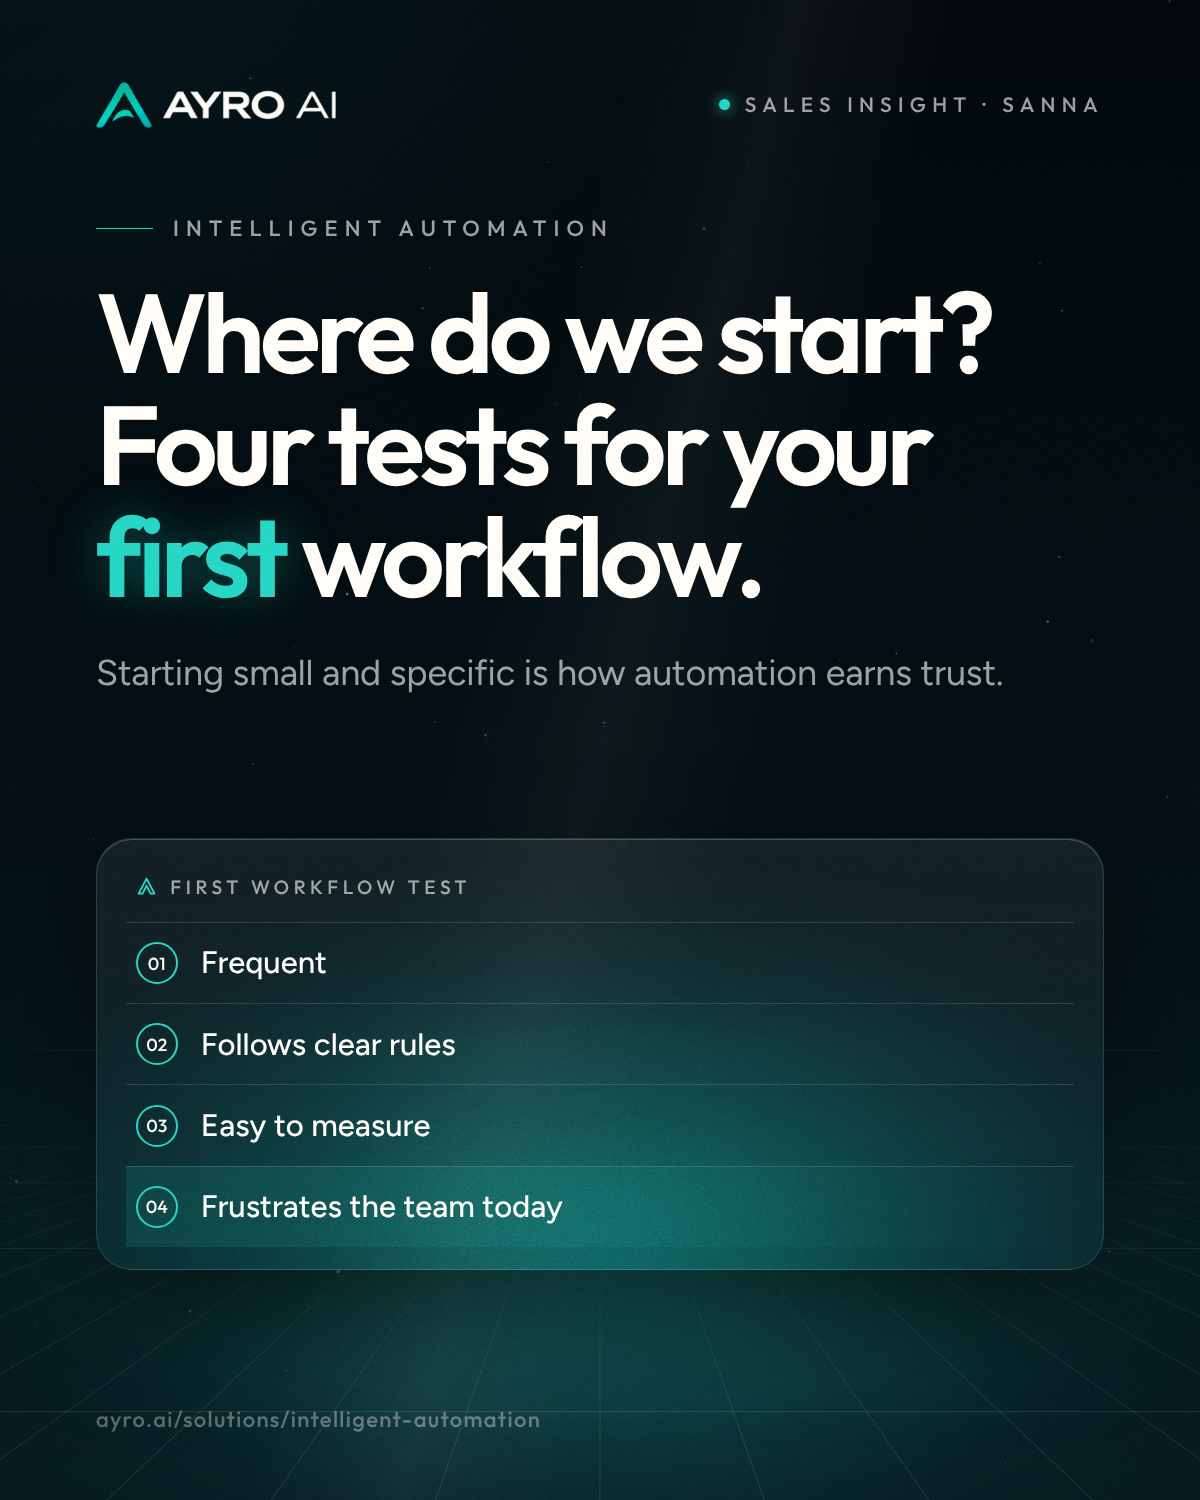 AYRO AI
SALES INSIGHT · SANNA
INTELLIGENT AUTOMATION
Where do we start?
Four tests for your
first workflow.
Starting small and specific is how automation earns trust.
FIRST WORKFLOW TEST
01 Frequent
02 Follows clear rules
03 Easy to measure
04 Frustrates the team today
ayro.ai/solutions/intelligent-automation